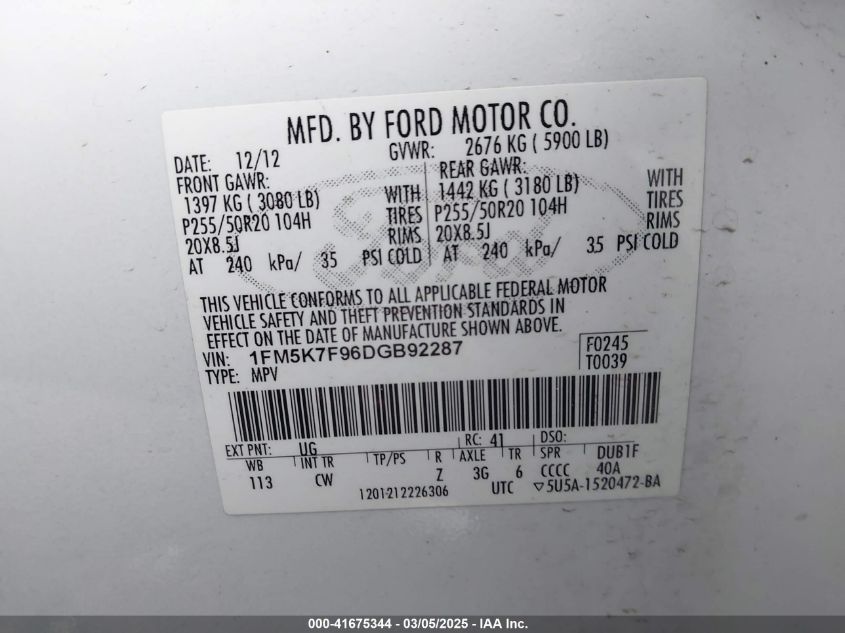 MFD. BY FORD MOTOR CO.
DATE: 12/12 GVWR: 2676 KG ( 5900 LB)
FRONT GAWR: REAR GAWR:
1397 KG ( 3080 LB) WITH 1442 KG ( 3180 LB) WITH
P255/50R20 104H TIRES P255/50R20 104H TIRES
20X8.5J RIMS 20X8.5J RIMS
AT 240 kPa/ 35 PSI COLD AT 240 kPa/ 35 PSI COLD
Ford
THIS VEHICLE CONFORMS TO ALL APPLICABLE FEDERAL MOTOR
VEHICLE SAFETY AND THEFT PREVENTION STANDARDS IN
EFFECT ON THE DATE OF MANUFACTURE SHOWN ABOVE.
VIN: 1FM5K7F96DGB92287 F0245
TYPE: MPV T0039
EXT PNT: UG RC: 41 DSO:
WB INT TR TP/PS R AXLE TR SPR DUB1F
113 CW Z 3G 6 CCCC 40A
1201212226306 UTC ▽5U5A-1520472-BA
000-41675344 - 03/05/2025 - IAA Inc.